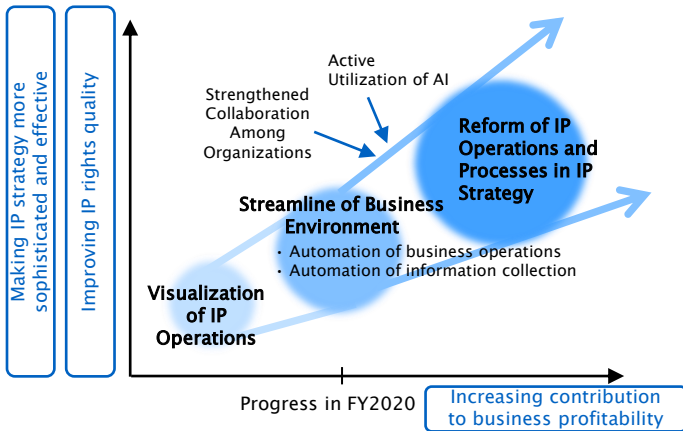 Making IP strategy more
sophisticated and effective
Improving IP rights quality
Active
Utilization of AI
Strengthened
Collaboration
Among
Organizations
Reform of IP
Operations and
Processes in IP
Strategy
Streamline of Business
Environment
・Automation of business operations
・Automation of information collection
Visualization
of IP
Operations
Progress in FY2020
Increasing contribution
to business profitability